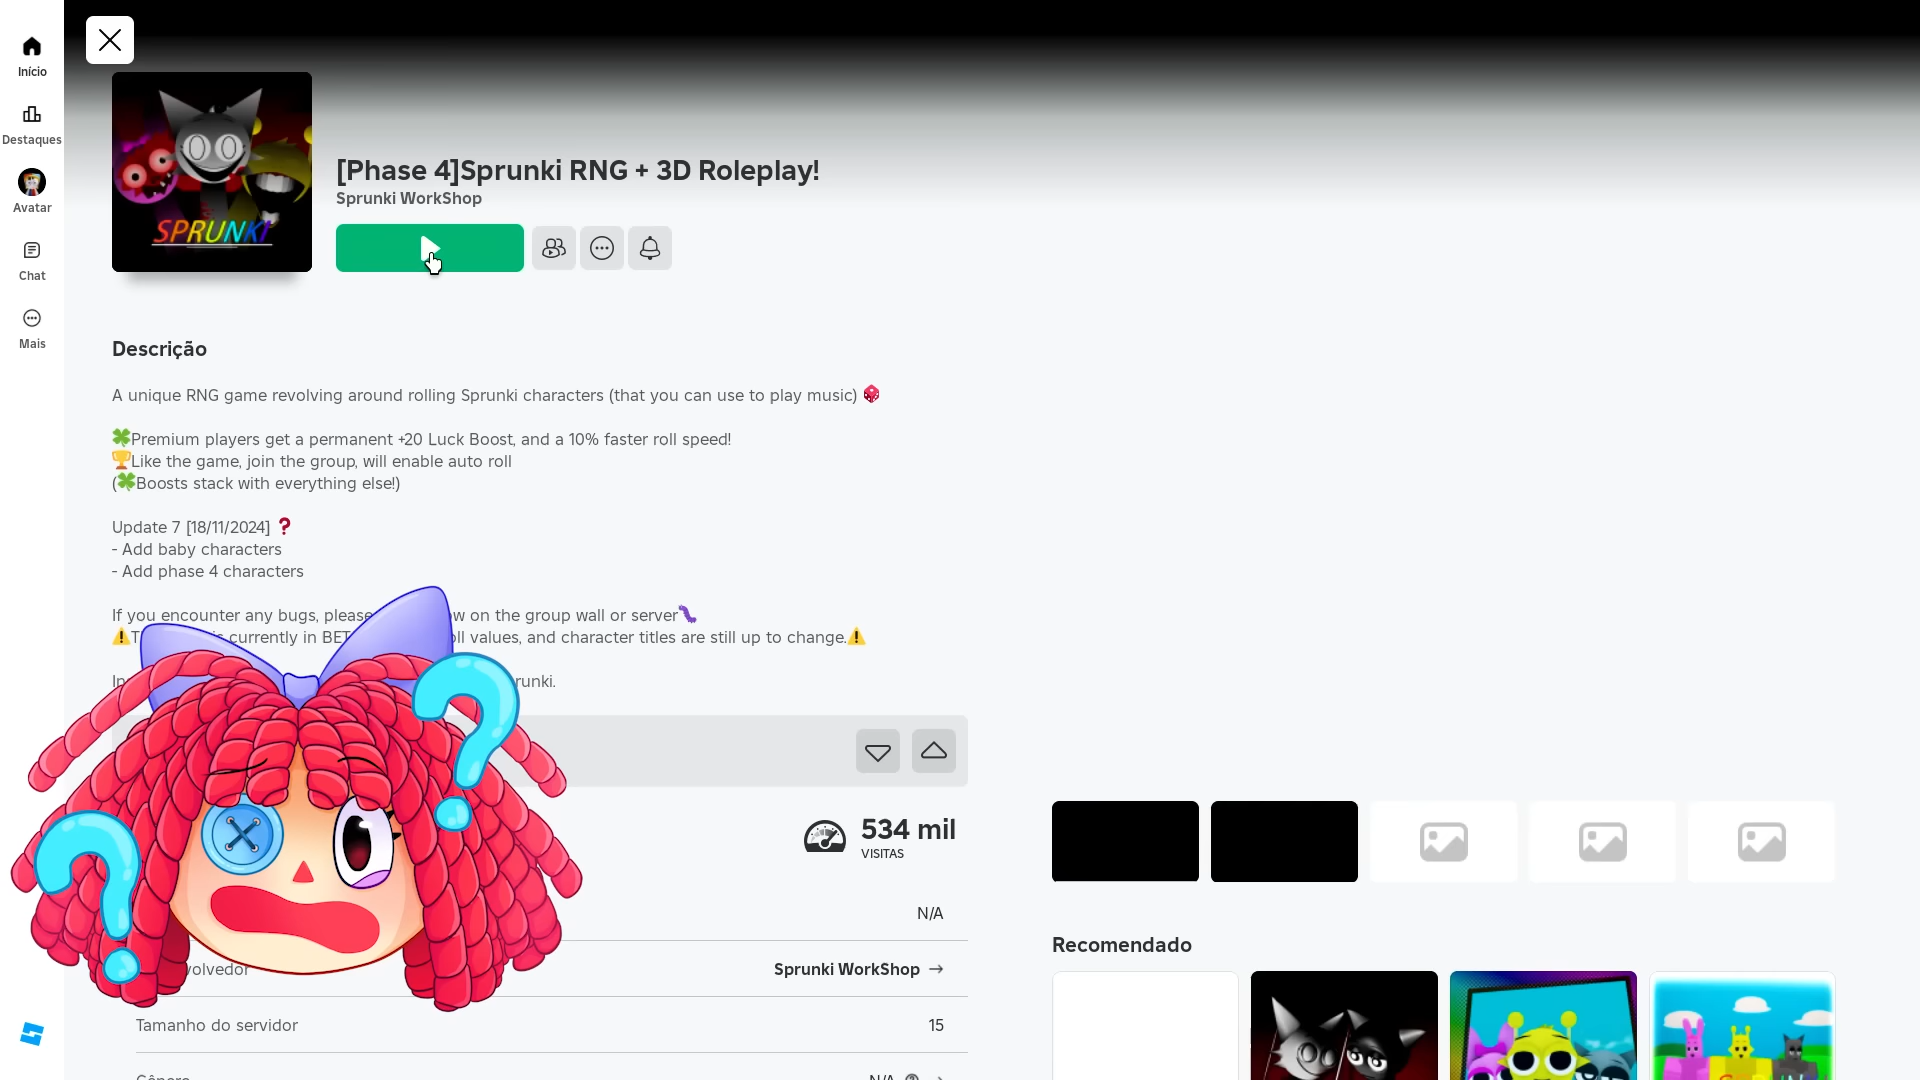 Início
Destaques
Avatar
Chat
Mais
SPRUNKI
[Phase 4]Sprunki RNG + 3D Roleplay!
Sprunki WorkShop
Descrição
A unique RNG game revolving around rolling Sprunki characters (that you can use to play music)
Premium players get a permanent +20 Luck Boost, and a 10% faster roll speed!
Like the game, join the group, will enable auto roll
(Boosts stack with everything else!)
Update 7 [18/11/2024] ❓
- Add baby characters
- Add phase 4 characters
If you encounter any bugs, please on the group wall or server
currently in values, and character titles are still up to change.
534 mil
VISITAS
N/A
Sprunki WorkShop
Tamanho do servidor
15
N/A
Recomendado